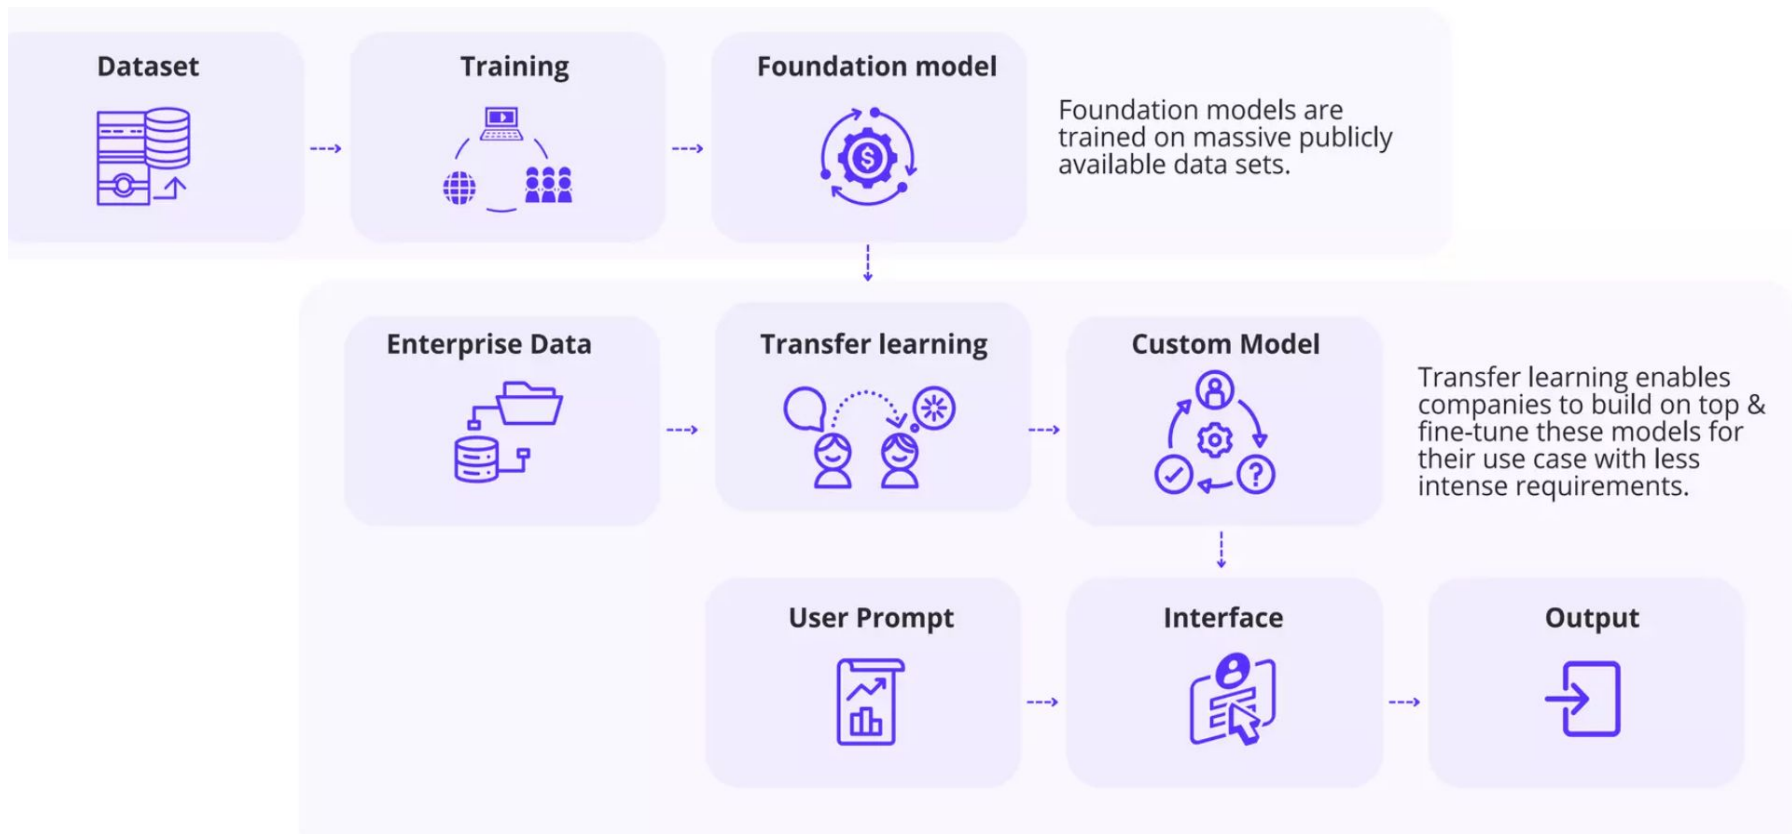 Dataset
Training
Foundation model
Foundation models are
trained on massive publicly
available data sets.
Enterprise Data
Transfer learning
Custom Model
Transfer learning enables
companies to build on top &
fine-tune these models for
their use case with less
intense requirements.
User Prompt
Interface
Output